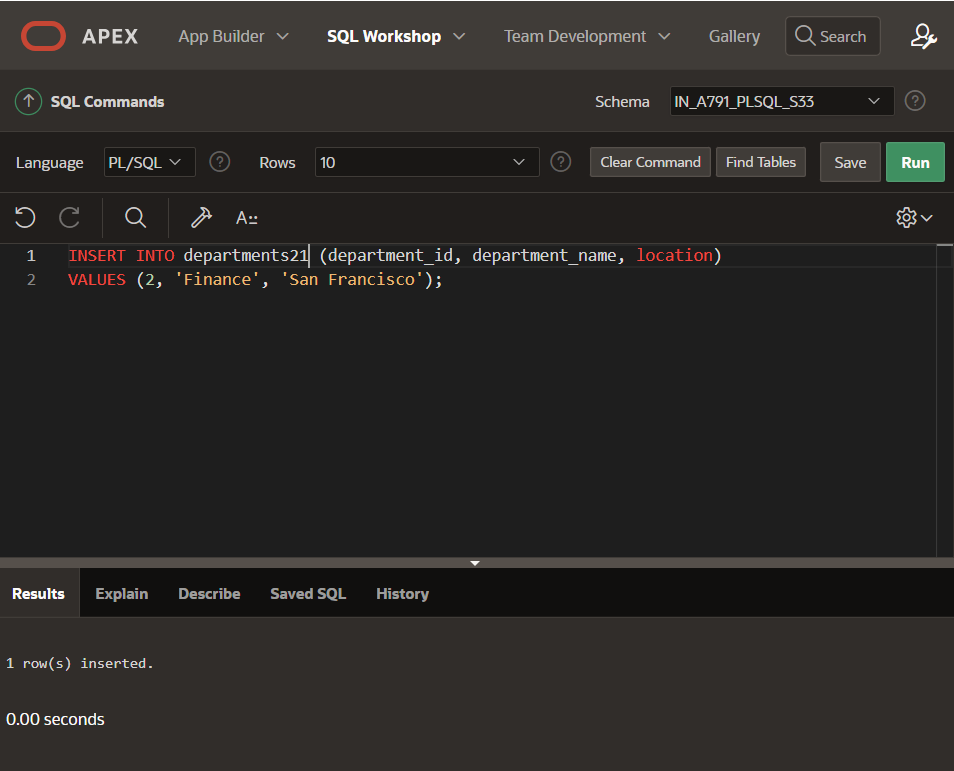 APEX App Builder SQL Workshop Team Development Gallery Search
SQL Commands Schema IN_A791_PLSQL_S33 ?
Language PL/SQL ? Rows 10 ? Clear Command Find Tables Save Run
A::
1 INSERT INTO departments21 (department_id, department_name, location)
2 VALUES (2, 'Finance', 'San Francisco');
Results Explain Describe Saved SQL History
1 row(s) inserted.
0.00 seconds